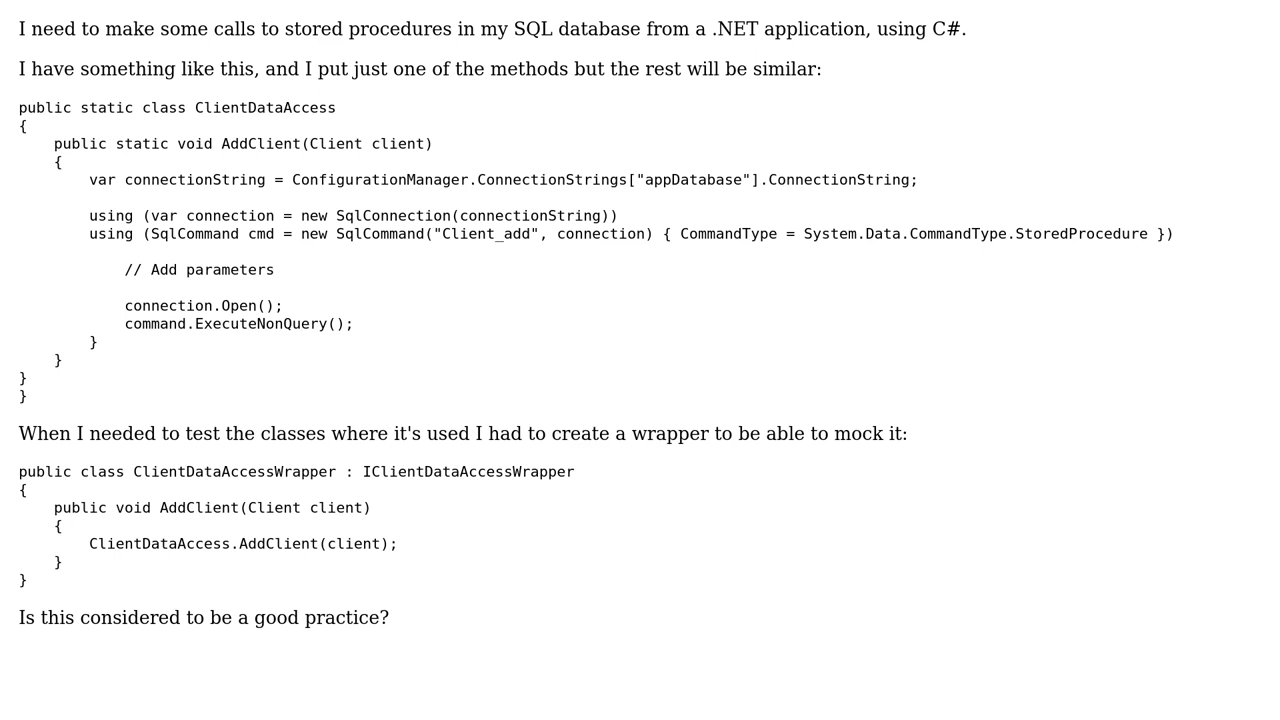 I need to make some calls to stored procedures in my SQL database from a .NET application, using C#.
I have something like this, and I put just one of the methods but the rest will be similar:
public static class ClientDataAccess
{
    public static void AddClient(Client client)
    {
        var connectionString = ConfigurationManager.ConnectionStrings["appDatabase"].ConnectionString;
        using (var connection = new SqlConnection(connectionString))
        using (SqlCommand cmd = new SqlCommand("Client_add", connection) { CommandType = System.Data.CommandType.StoredProcedure })
            // Add parameters
            connection.Open();
            command.ExecuteNonQuery();
        }
    }
}
}
When I needed to test the classes where it's used I had to create a wrapper to be able to mock it:
public class ClientDataAccessWrapper : IClientDataAccessWrapper
{
    public void AddClient(Client client)
    {
        ClientDataAccess.AddClient(client);
    }
}
Is this considered to be a good practice?